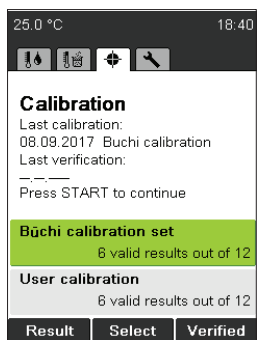 25.0 °C 18:40
Calibration
Last calibration:
08.09.2017 Buchi calibration
Last verification:
--.--.----
Press START to continue
Büchi calibration set
6 valid results out of 12
User calibration
6 valid results out of 12
Result Select Verified